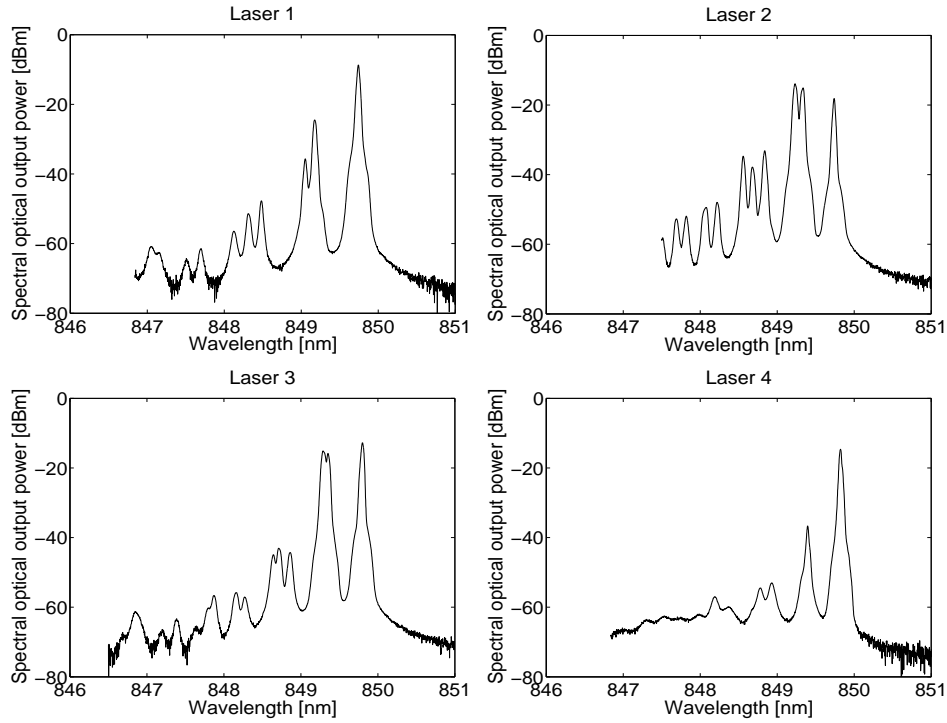 Laser 1
Spectral optical output power [dBm]
0
−20
−40
−60
−80
846 847 848 849 850 851
Wavelength [nm]
Laser 2
Spectral optical output power [dBm]
0
−20
−40
−60
−80
846 847 848 849 850 851
Wavelength [nm]
Laser 3
Spectral optical output power [dBm]
0
−20
−40
−60
−80
846 847 848 849 850 851
Wavelength [nm]
Laser 4
Spectral optical output power [dBm]
0
−20
−40
−60
−80
846 847 848 849 850 851
Wavelength [nm]